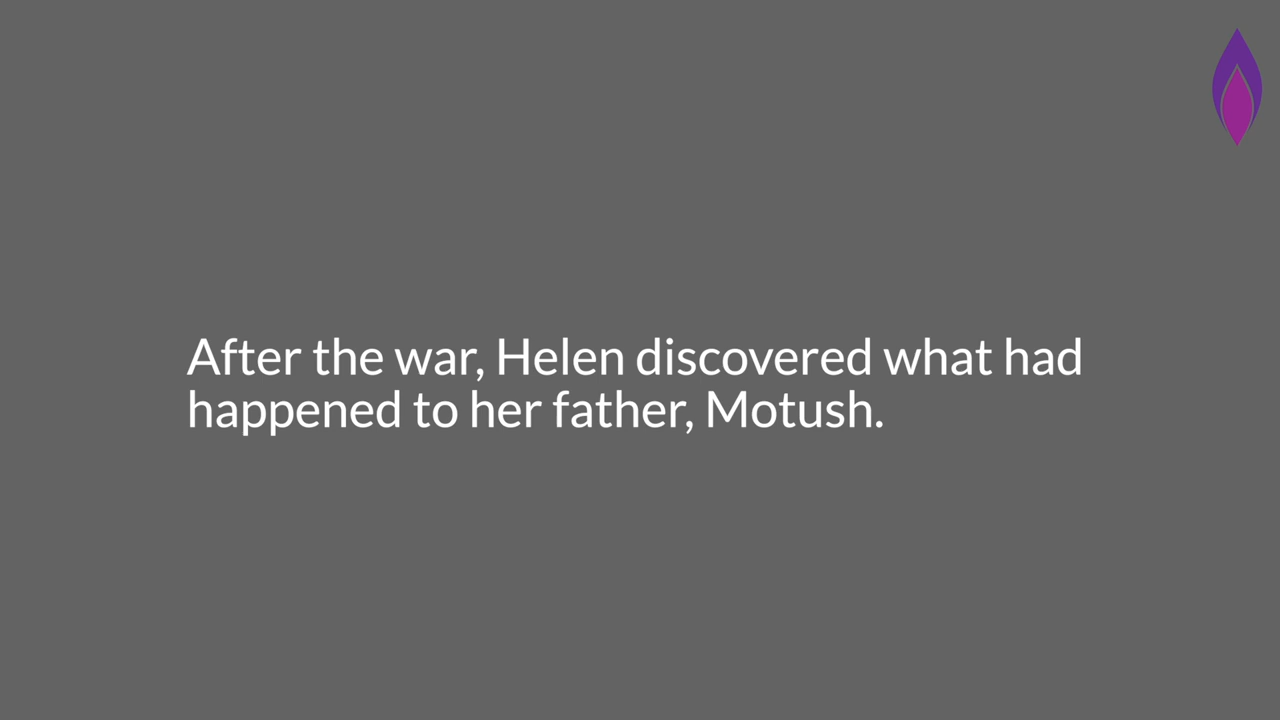 After the war, Helen discovered what had
happened to her father, Motush.